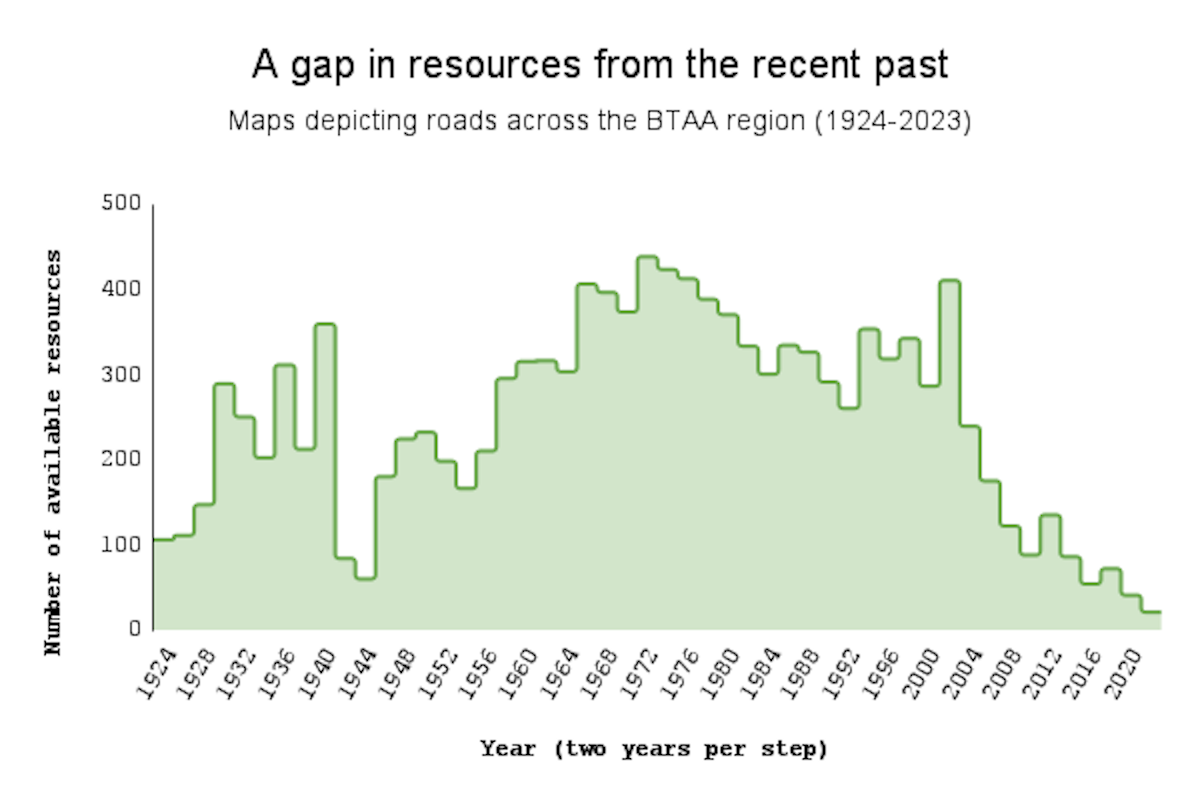 A gap in resources from the recent past
Maps depicting roads across the BTAA region (1924-2023)
Number of available resources
500
400
300
200
100
0
1924 1928 1932 1936 1940 1944 1948 1952 1956 1960 1964 1968 1972 1976 1980 1984 1988 1992 1996 2000 2004 2008 2012 2016 2020
Year (two years per step)